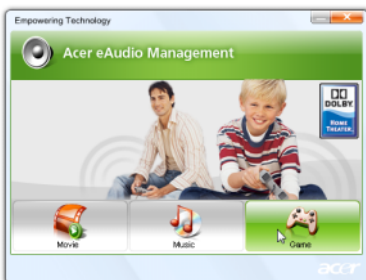 Empowering Technology
Acer eAudio Management
DOLBY
HOME
THEATER
Movie
Music
Game
acer